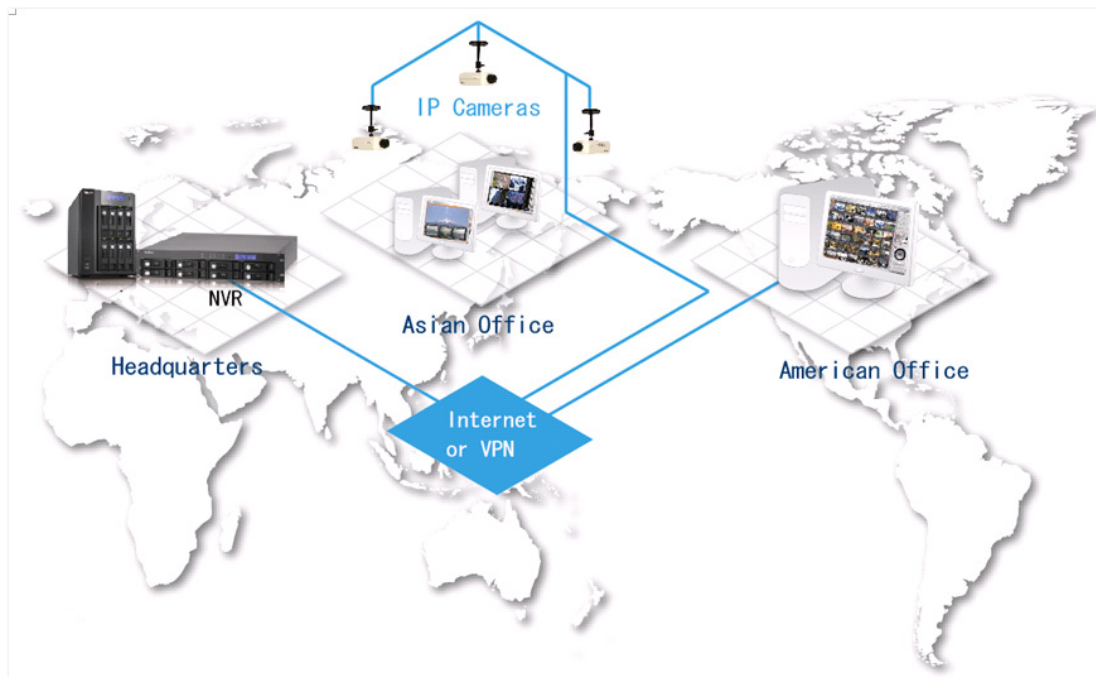 IP Cameras
NVR
Asian Office
Headquarters
American Office
Internet
or VPN